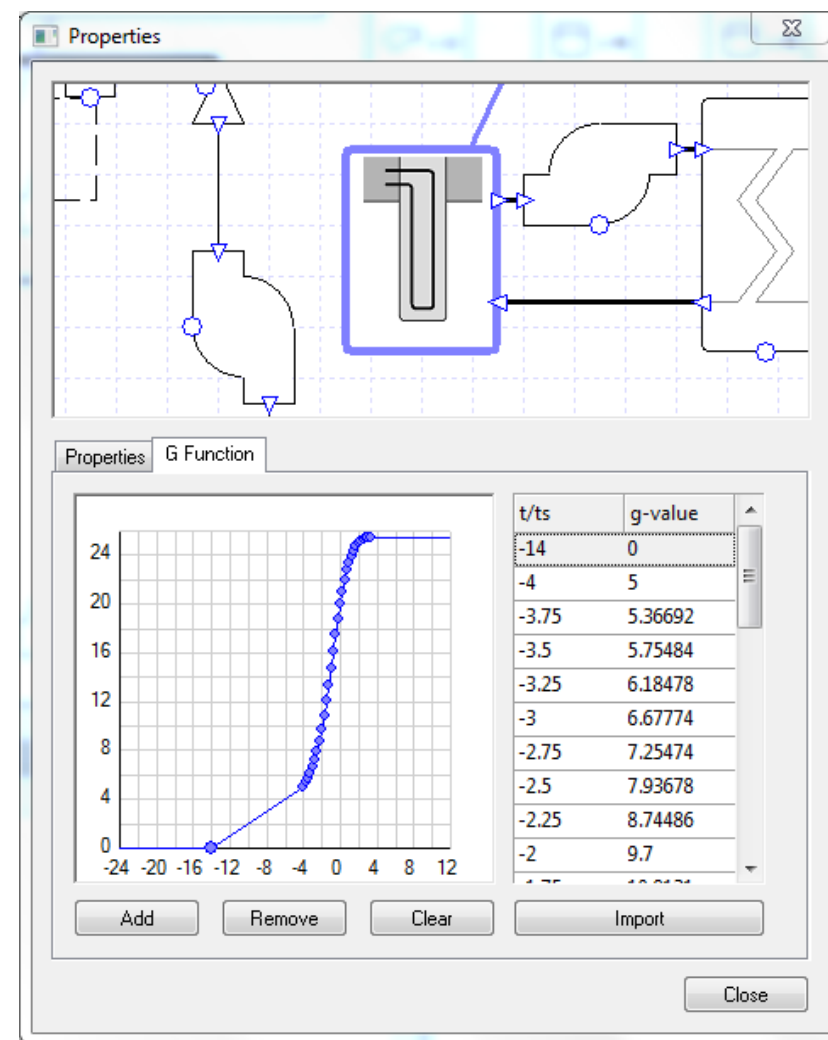 Properties
Properties G Function
t/ts g-value
-14 0
-4 5
-3.75 5.36692
-3.5 5.75484
-3.25 6.18478
-3 6.67774
-2.75 7.25474
-2.5 7.93678
-2.25 8.74486
-2 9.7
24
20
16
12
8
4
0
-24 -20 -16 -12 -8 -4 0 4 8 12
Add Remove Clear Import
Close